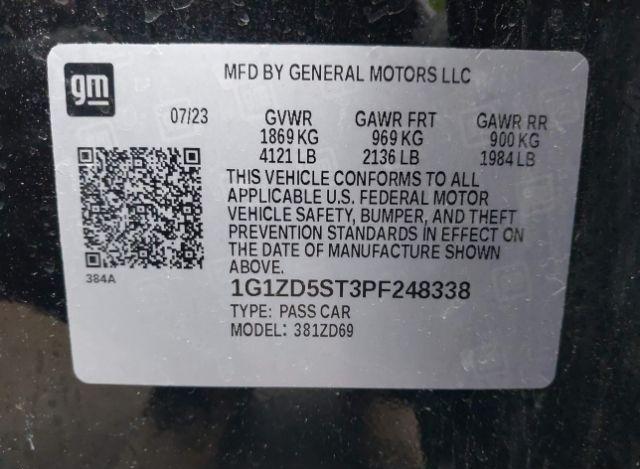 gm
MFD BY GENERAL MOTORS LLC
07/23 GVWR GAWR FRT GAWR RR
1869 KG 969 KG 900 KG
4121 LB 2136 LB 1984 LB
THIS VEHICLE CONFORMS TO ALL
APPLICABLE U.S. FEDERAL MOTOR
VEHICLE SAFETY, BUMPER, AND THEFT
PREVENTION STANDARDS IN EFFECT ON
THE DATE OF MANUFACTURE SHOWN
ABOVE.
384A
1G1ZD5ST3PF248338
TYPE: PASS CAR
MODEL: 381ZD69